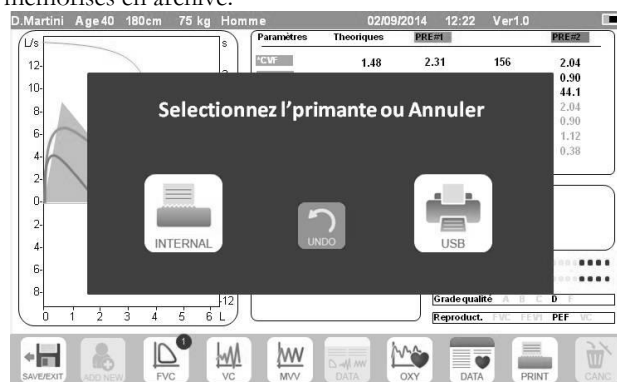 mémorisés en archive.
D.Martini Age40 180cm 75 kg Homme 02/09/2014 12:22 Ver1.0
L/s s Paramètres Theoriques PRE#1 PRE#2
*CVF 1.48 2.31 156 2.04
12-
0.90
10-
44.1
Selectionnez l'primante ou Annuler
8-
2.04
0.90
6-
1.12
4-
0.38
2-
0-
2-
INTERNAL UNDO USB
4-
6-
8- -12
Grade qualité A B C D F
0 1 2 3 4 5 6 L
Reproduct. FVC FEV1 PEF VC
1
SAVE/EXIT ADD NEW FVC VC MVV DATA OXY DATA PRINT CANC